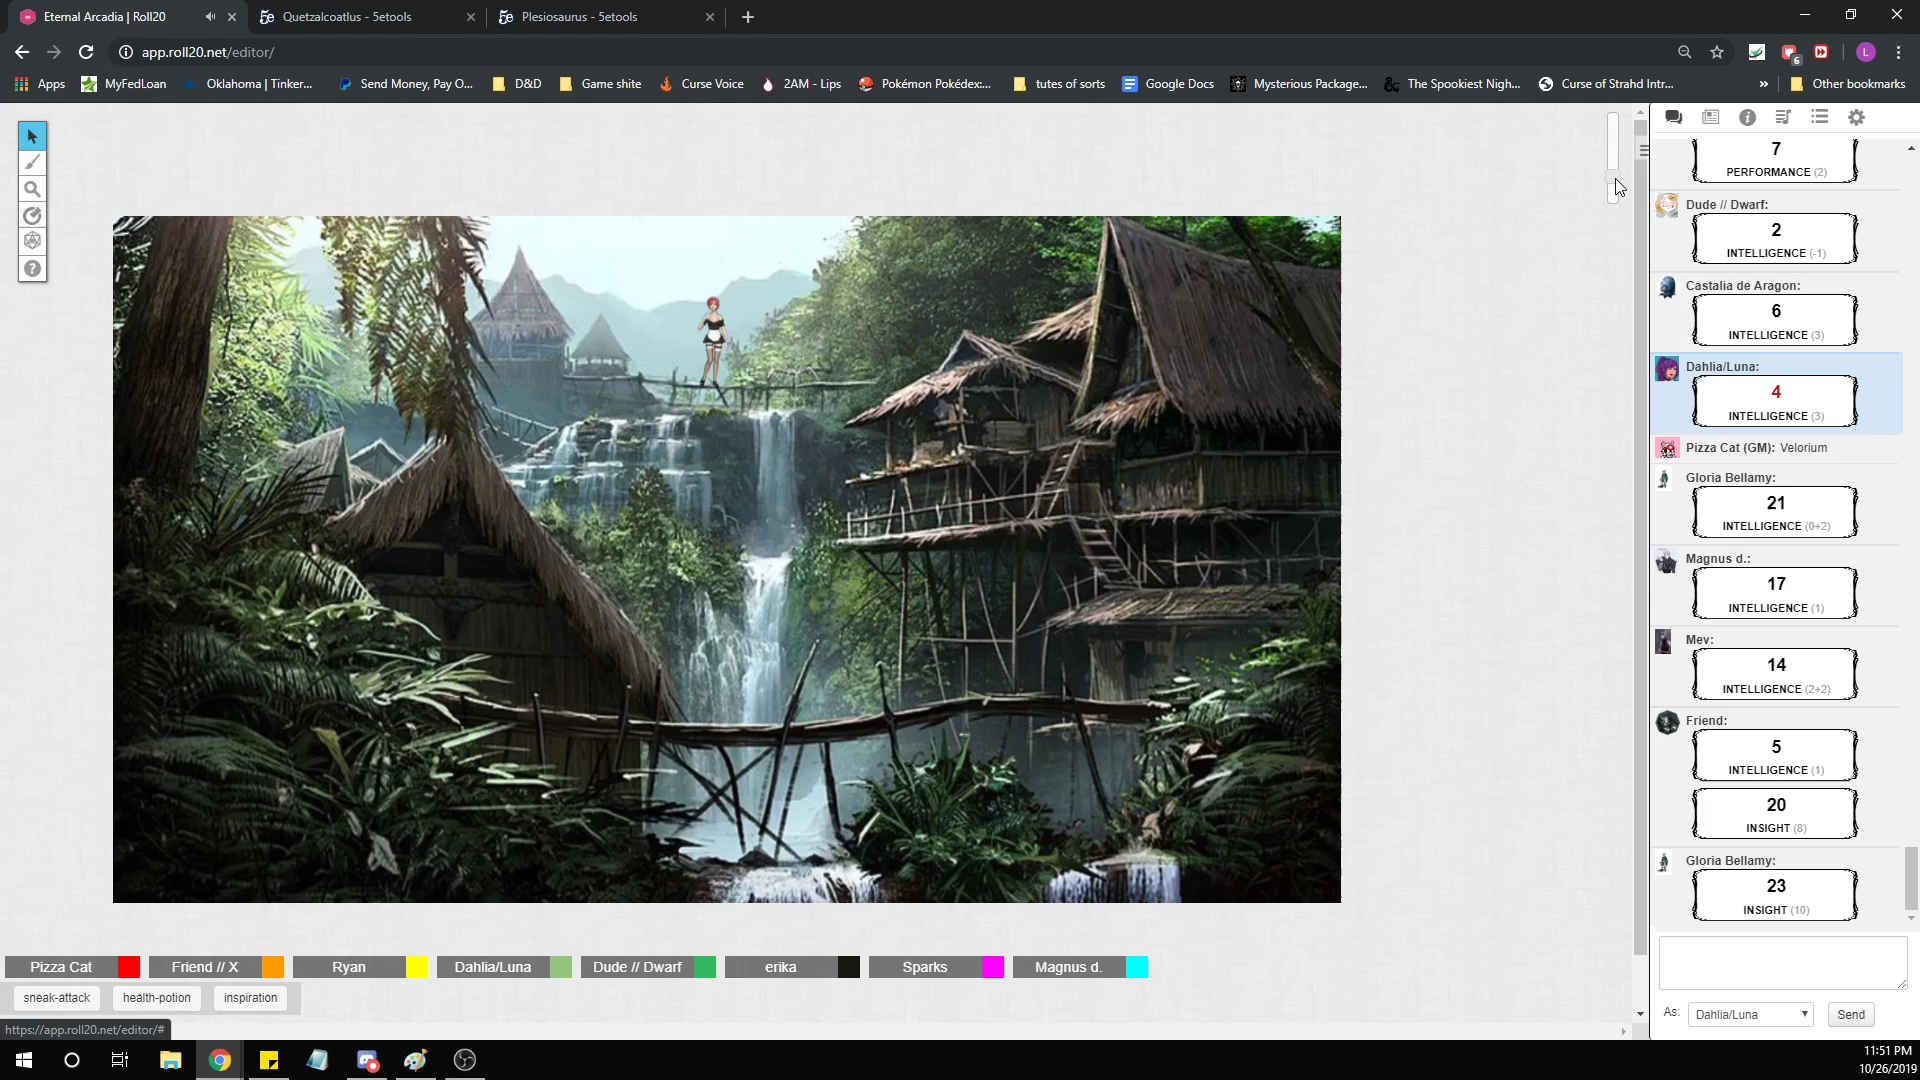 Eternal Arcadia | Roll20
Quetzalcoatlus - 5etools
Plesiosaurus - 5etools
app.roll20.net/editor/
6
L
Apps
MyFedLoan
Oklahoma | Tinker...
Send Money, Pay O...
D&D
Game shite
Curse Voice
2AM - Lips
Pokémon Pokédex:...
tutes of sorts
Google Docs
Mysterious Package...
The Spookiest Nigh...
Curse of Strahd Intr...
»
Other bookmarks
7
PERFORMANCE (2)
Dude // Dwarf:
2
INTELLIGENCE (-1)
Castalia de Aragon:
6
INTELLIGENCE (3)
Dahlia/Luna:
4
INTELLIGENCE (3)
Pizza Cat (GM): Velorium
Gloria Bellamy:
21
INTELLIGENCE (0+2)
Magnus d.:
17
INTELLIGENCE (1)
Mev:
14
INTELLIGENCE (2+2)
Friend:
5
INTELLIGENCE (1)
20
INSIGHT (8)
Gloria Bellamy:
23
INSIGHT (10)
Pizza Cat
Friend // X
Ryan
Dahlia/Luna
Dude // Dwarf
erika
Sparks
Magnus d.
sneak-attack
health-potion
inspiration
As:
Dahlia/Luna
Send
https://app.roll20.net/editor/#
11:51 PM
10/26/2019